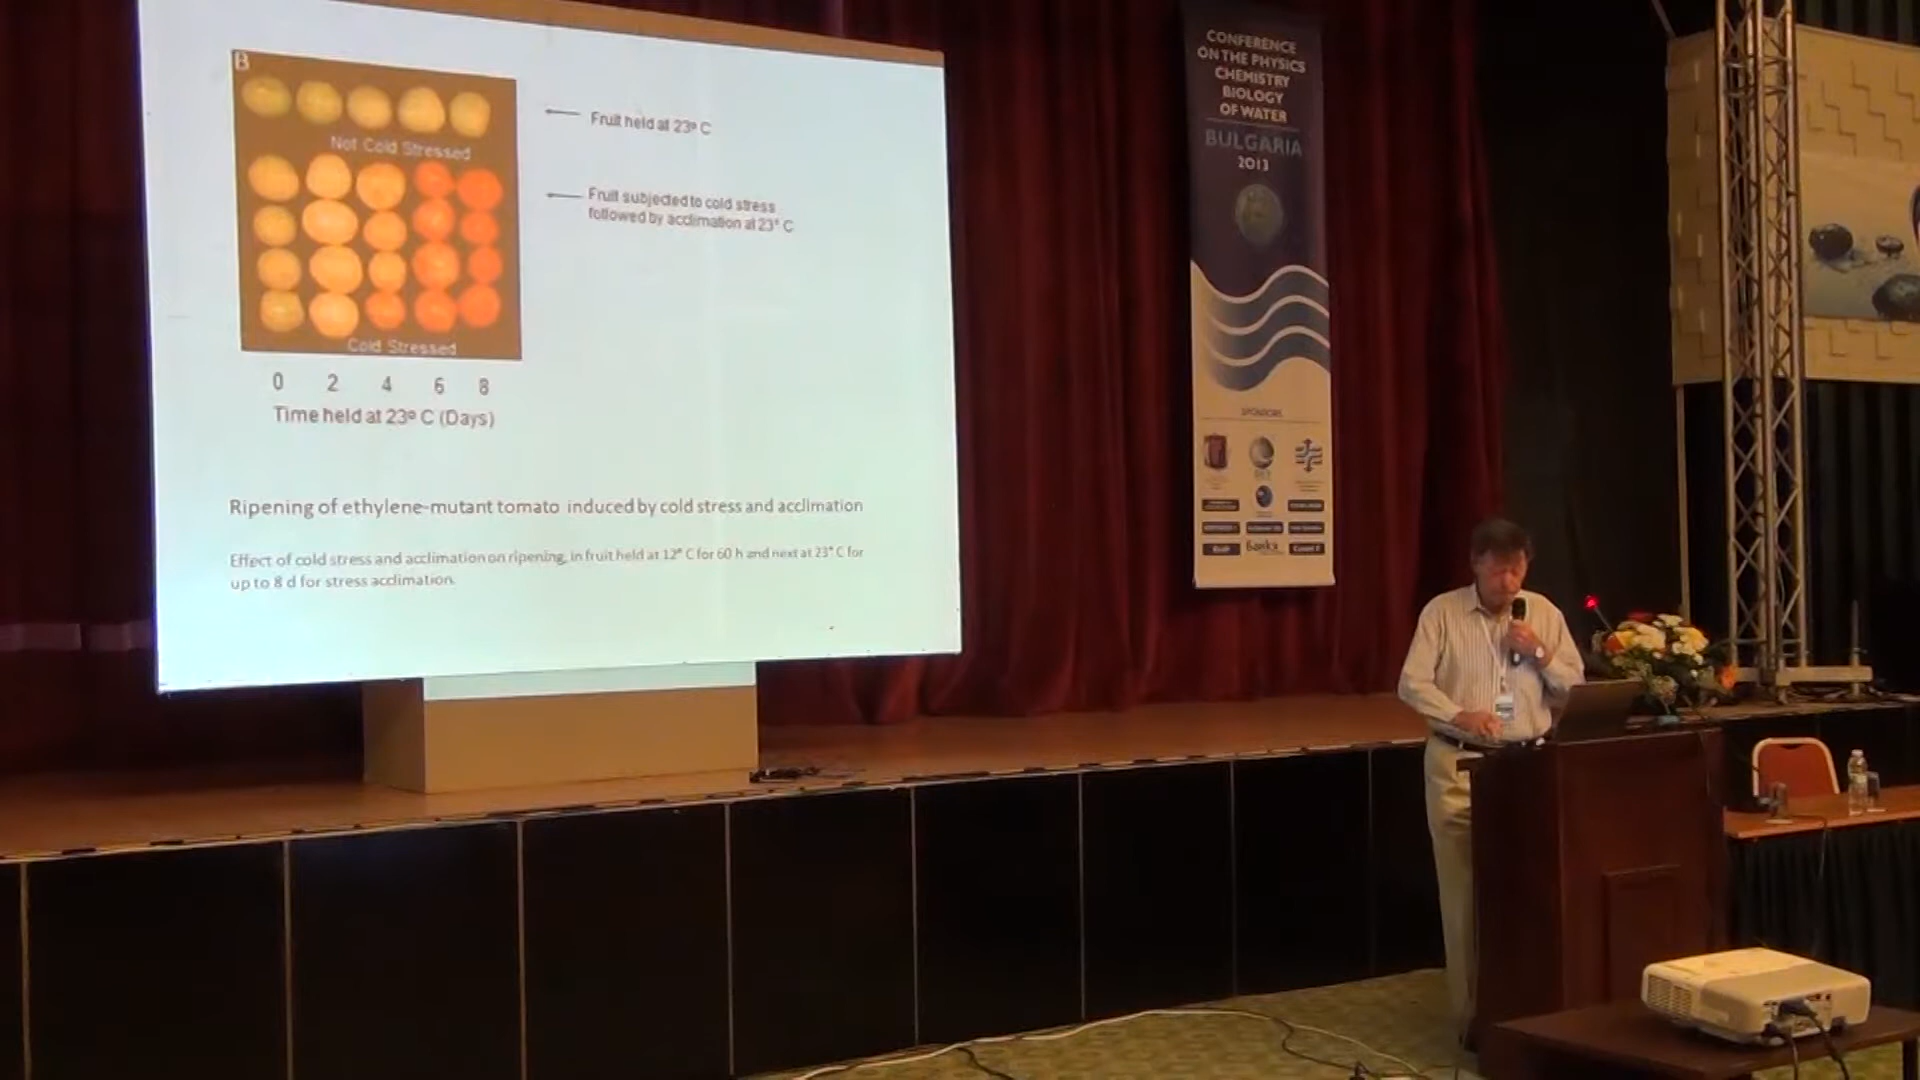 B
Not Cold Stressed
Cold Stressed
Fruit held at 23º C
Fruit subjected to cold stress
followed by acclimation at 23° C
0 2 4 6 8
Time held at 23º C (Days)
Ripening of ethylene-mutant tomato induced by cold stress and acclimation
Effect of cold stress and acclimation on ripening, in fruit held at 12° C for 60 h and next at 23° C for
up to 8 d for stress acclimation.
CONFERENCE
ON THE PHYSICS
CHEMISTRY
BIOLOGY
OF WATER
BULGARIA
2013
SPONSORS